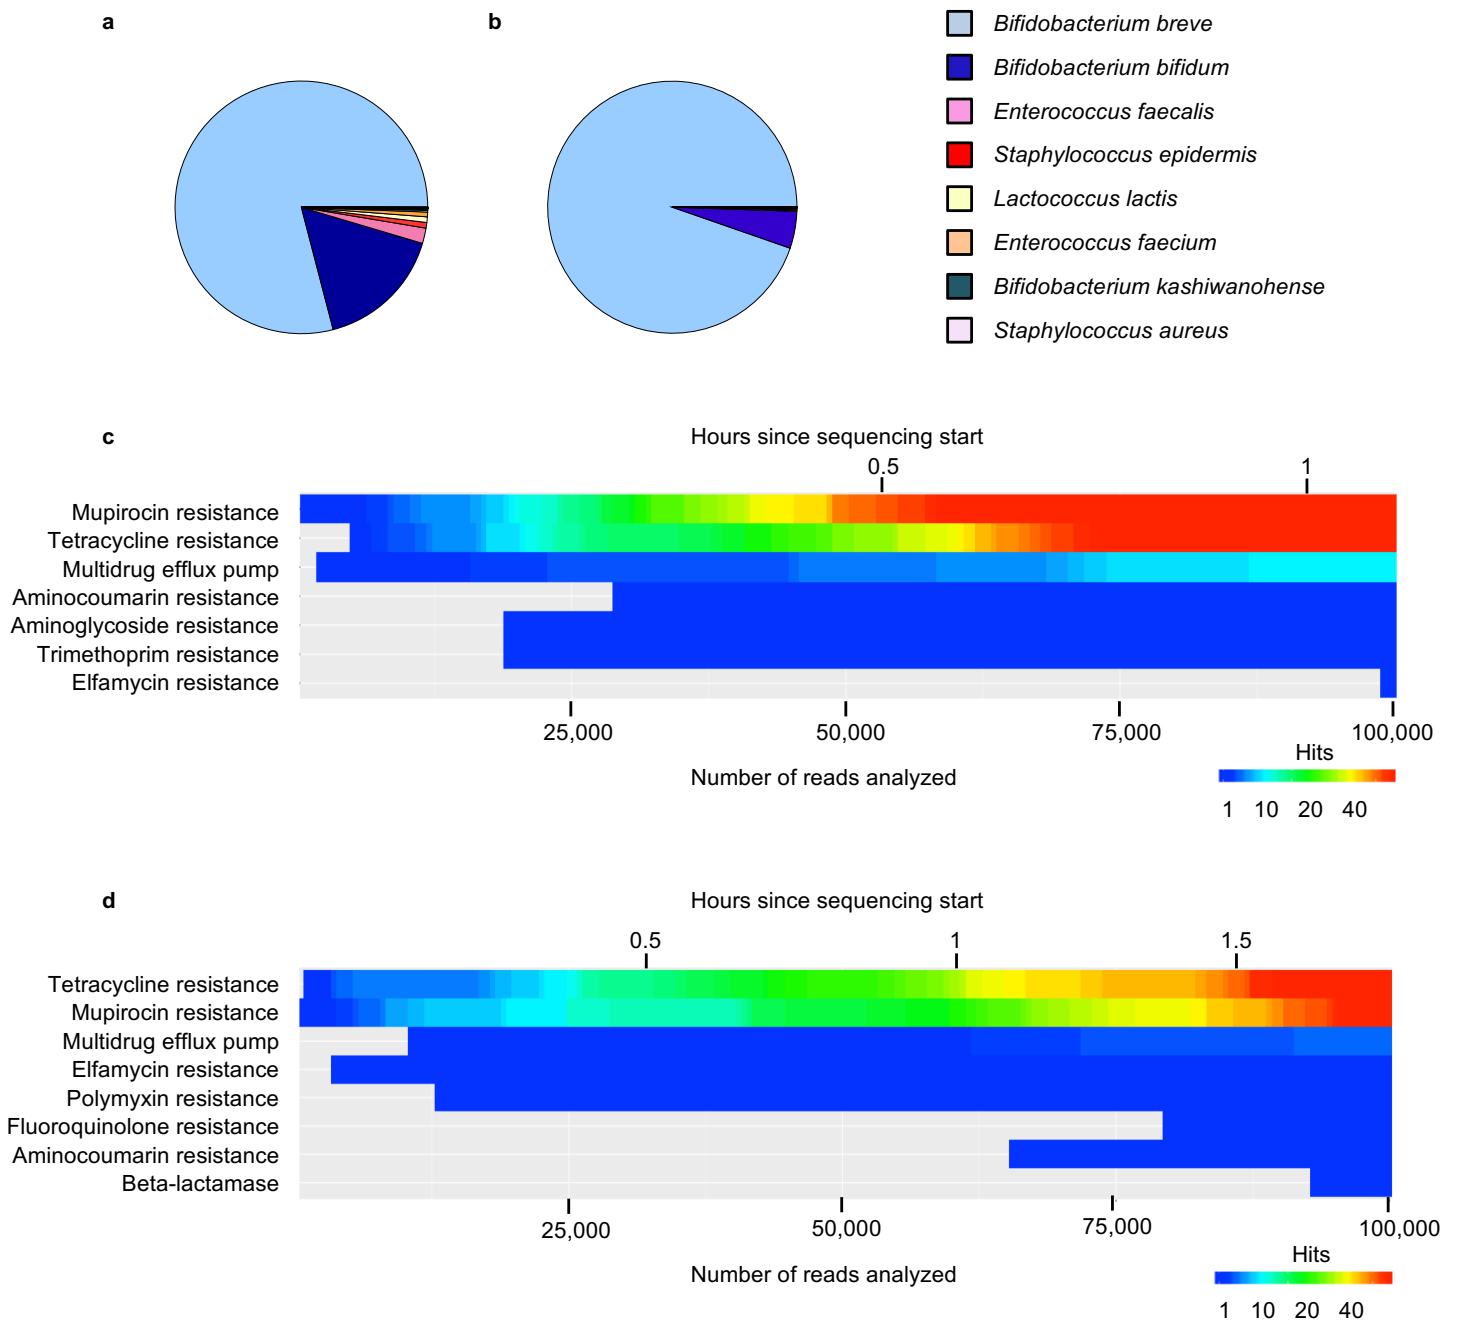 a
b
Bifidobacterium breve
Bifidobacterium bifidum
Enterococcus faecalis
Staphylococcus epidermis
Lactococcus lactis
Enterococcus faecium
Bifidobacterium kashiwanohense
Staphylococcus aureus
c
Hours since sequencing start
0.5 1
Mupirocin resistance
Tetracycline resistance
Multidrug efflux pump
Aminocoumarin resistance
Aminoglycoside resistance
Trimethoprim resistance
Elfamycin resistance
25,000 50,000 75,000 100,000
Hits
Number of reads analyzed
1 10 20 40
d
Hours since sequencing start
0.5 1 1.5
Tetracycline resistance
Mupirocin resistance
Multidrug efflux pump
Elfamycin resistance
Polymyxin resistance
Fluoroquinolone resistance
Aminocoumarin resistance
Beta-lactamase
25,000 50,000 75,000 100,000
Hits
Number of reads analyzed
1 10 20 40